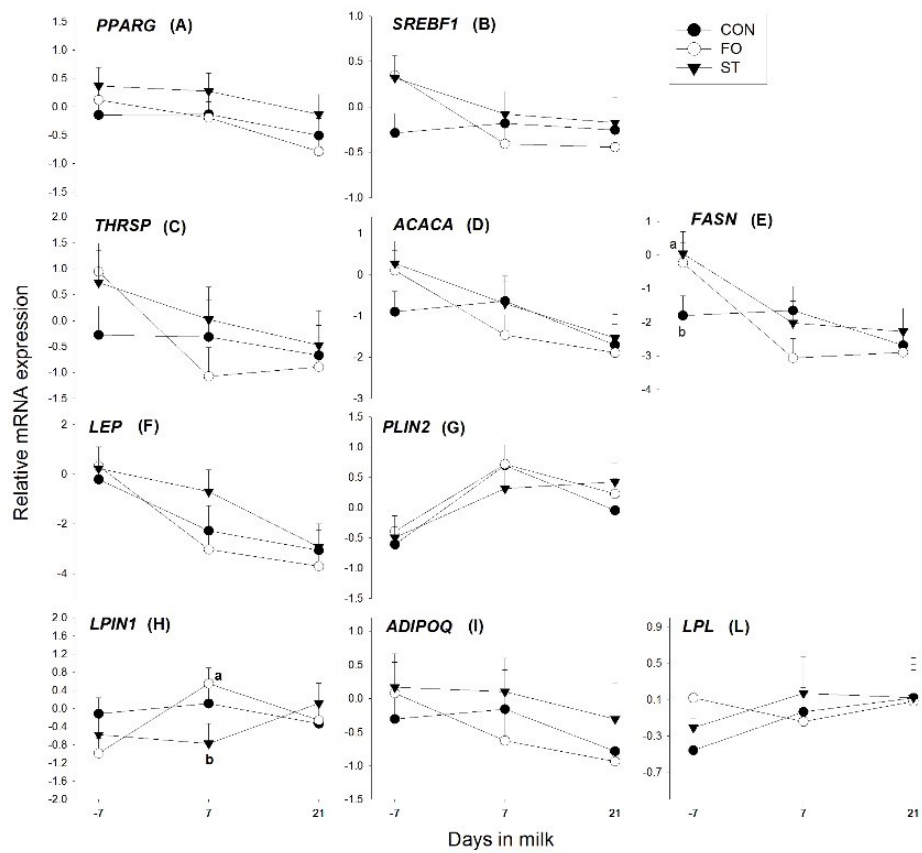 PPARG (A)
1.5
1.0
0.5
0.0
-0.5
-1.0
-1.5
SREBF1 (B)
1.0
0.5
0.0
-0.5
-1.0
CON
FO
ST
THRSP (C)
2.0
1.5
1.0
0.5
0.0
-0.5
-1.0
-1.5
ACACA (D)
1
0
-1
-2
-3
FASN (E)
1
0
-1
-2
-3
-4
a
b
Relative mRNA expression
LEP (F)
2
0
-2
-4
PLIN2 (G)
1.5
1.0
0.5
0.0
-0.5
-1.0
-1.5
LPIN1 (H)
2.0
1.6
1.2
0.8
0.4
0.0
-0.4
-0.8
-1.2
-1.6
-2.0
a
b
-7 7 21
ADIPOQ (I)
1.5
1.0
0.5
0.0
-0.5
-1.0
-1.5
-7 7 21
LPL (L)
0.9
0.5
0.1
-0.3
-0.7
-7 7 21
Days in milk